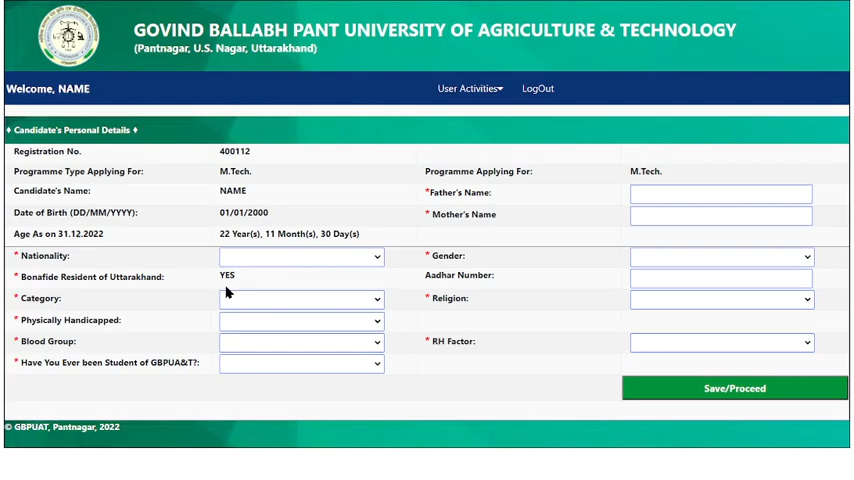 GOVIND BALLABH PANT UNIVERSITY OF AGRICULTURE & TECHNOLOGY
(Pantnagar, U.S. Nagar, Uttarakhand)
Welcome, NAME User Activities▾ LogOut
♦ Candidate's Personal Details ♦
Registration No. 400112
Programme Type Applying For: M.Tech. Programme Applying For: M.Tech.
Candidate's Name: NAME *Father's Name:
Date of Birth (DD/MM/YYYY): 01/01/2000 * Mother's Name
Age As on 31.12.2022 22 Year(s), 11 Month(s), 30 Day(s)
* Nationality: * Gender:
* Bonafide Resident of Uttarakhand: YES Aadhar Number:
* Category: * Religion:
* Physically Handicapped:
* Blood Group: * RH Factor:
* Have You Ever been Student of GBPUA&T?:
Save/Proceed
© GBPUAT, Pantnagar, 2022